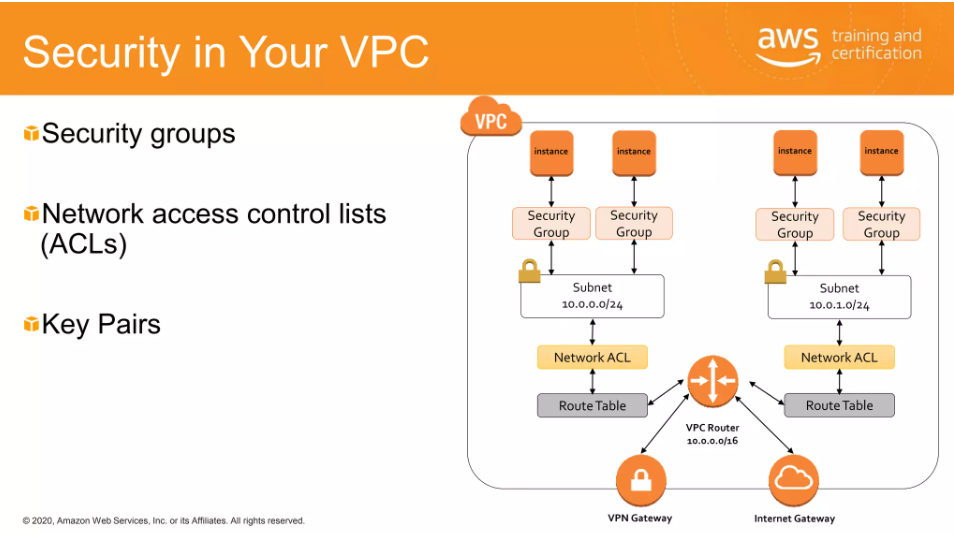 Security in Your VPC
aws training and
certification
Security groups
Network access control lists
(ACLs)
Key Pairs
VPC
instance
instance
instance
instance
Security
Group
Security
Group
Security
Group
Security
Group
Subnet
10.0.0.0/24
Subnet
10.0.1.0/24
Network ACL
Network ACL
Route Table
Route Table
VPC Router
10.0.0.0/16
VPN Gateway
Internet Gateway
© 2020, Amazon Web Services, Inc. or its Affiliates. All rights reserved.